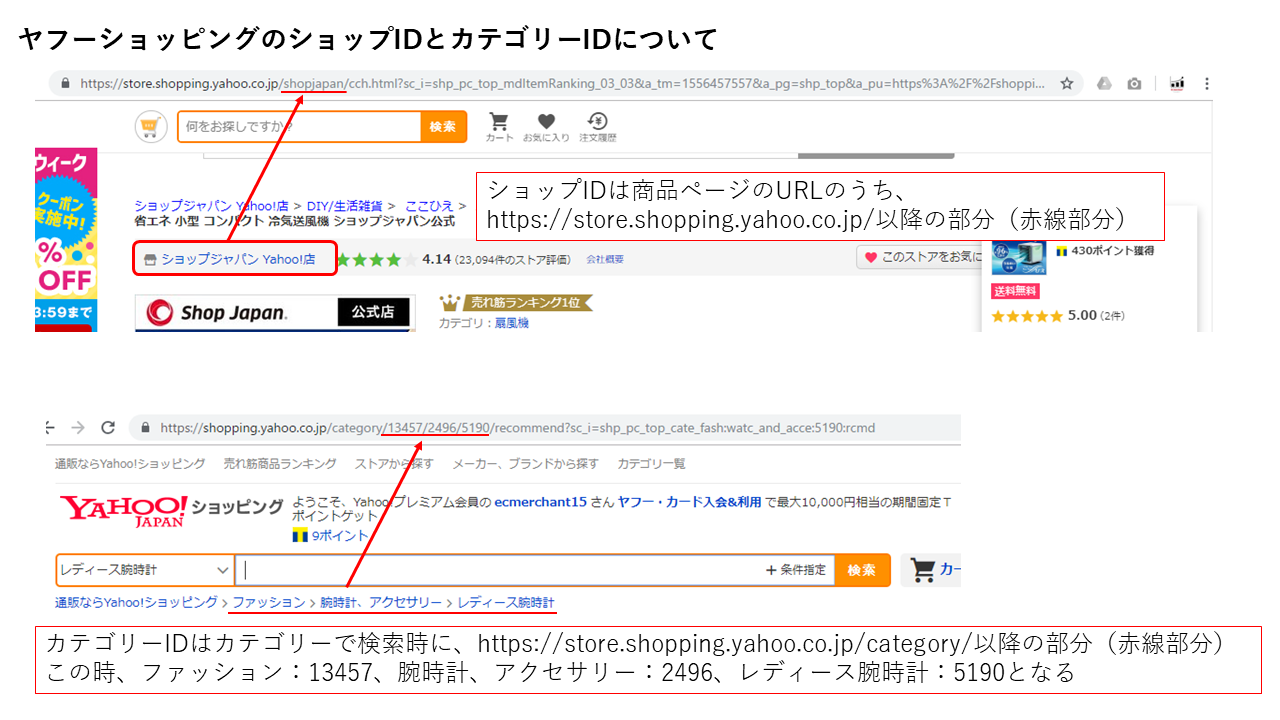 ヤフーショッピングのショップIDとカテゴリーIDについて
https://store.shopping.yahoo.co.jp/shopjapan/cch.html?sc_i=shp_pc_top_mdItemRanking_03_03&a_tm=1556457557&a_pg=shp_top&a_pu=https%3A%2F%2Fshoppi...
何をお探しですか？
検索
カート
お気に入り
注文履歴
ウィーク
クーポン
実施中!
%
OFF
3:59まで
ショップIDは商品ページのURLのうち、
https://store.shopping.yahoo.co.jp/以降の部分（赤線部分）
ショップジャパン Yahoo!店 > DIY/生活雑貨 > ここひえ >
省エネ 小型 コンパクト 冷気送風機 ショップジャパン公式
ショップジャパン Yahoo!店
4.14 (23,094件のストア評価) 会社概要
このストアをお気に
430ポイント獲得
送料無料
5.00 (2件)
Shop Japan. 公式店
売れ筋ランキング1位
カテゴリ：扇風機
https://shopping.yahoo.co.jp/category/13457/2496/5190/recommend?sc_i=shp_pc_top_cate_fash:watc_and_acce:5190:rcmd
通販ならYahoo!ショッピング 売れ筋商品ランキング ストアから探す メーカー、ブランドから探す カテゴリ一覧
YAHOO! JAPAN ショッピング
ようこそ、Yahoo!プレミアム会員の ecmerchant15 さん ヤフー・カード入会&利用 で最大10,000円相当の期間固定T
ポイントゲット
9ポイント
レディース腕時計
+条件指定
検索
カー
通販ならYahoo!ショッピング > ファッション > 腕時計、アクセサリー > レディース腕時計
カテゴリーIDはカテゴリーで検索時に、https://store.shopping.yahoo.co.jp/category/以降の部分（赤線部分）
この時、ファッション：13457、腕時計、アクセサリー：2496、レディース腕時計：5190となる